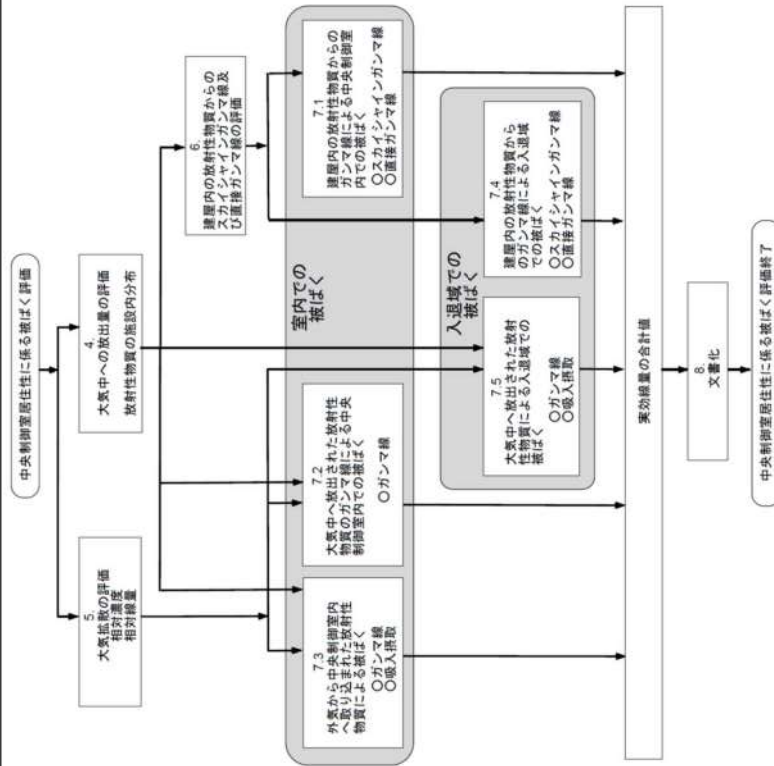 中央制御室居住性に係る被ばく評価
5.
大気拡散の評価
相対濃度
相対線量
4.
大気中への放出量の評価
放射性物質の施設内分布
6.
建屋内の放射性物質からの
スカイシャインガンマ線及
び直接ガンマ線の評価
室内での
被ばく
7.3
外気から中央制御室内
へ取り込まれた放射性
物質による被ばく
〇ガンマ線
〇吸入摂取
7.2
大気中へ放出された放射性
物質のガンマ線による中央
制御室内での被ばく
〇ガンマ線
7.1
建屋内の放射性物質からの
ガンマ線による中央制御室
内での被ばく
〇スカイシャインガンマ線
〇直接ガンマ線
入退域での
被ばく
7.5
大気中へ放出された放射
性物質による入退域での
被ばく
〇ガンマ線
〇吸入摂取
7.4
建屋内の放射性物質から
のガンマ線による入退域
での被ばく
〇スカイシャインガンマ線
〇直接ガンマ線
実効線量の合計値
8.
文書化
中央制御室居住性に係る被ばく評価終了